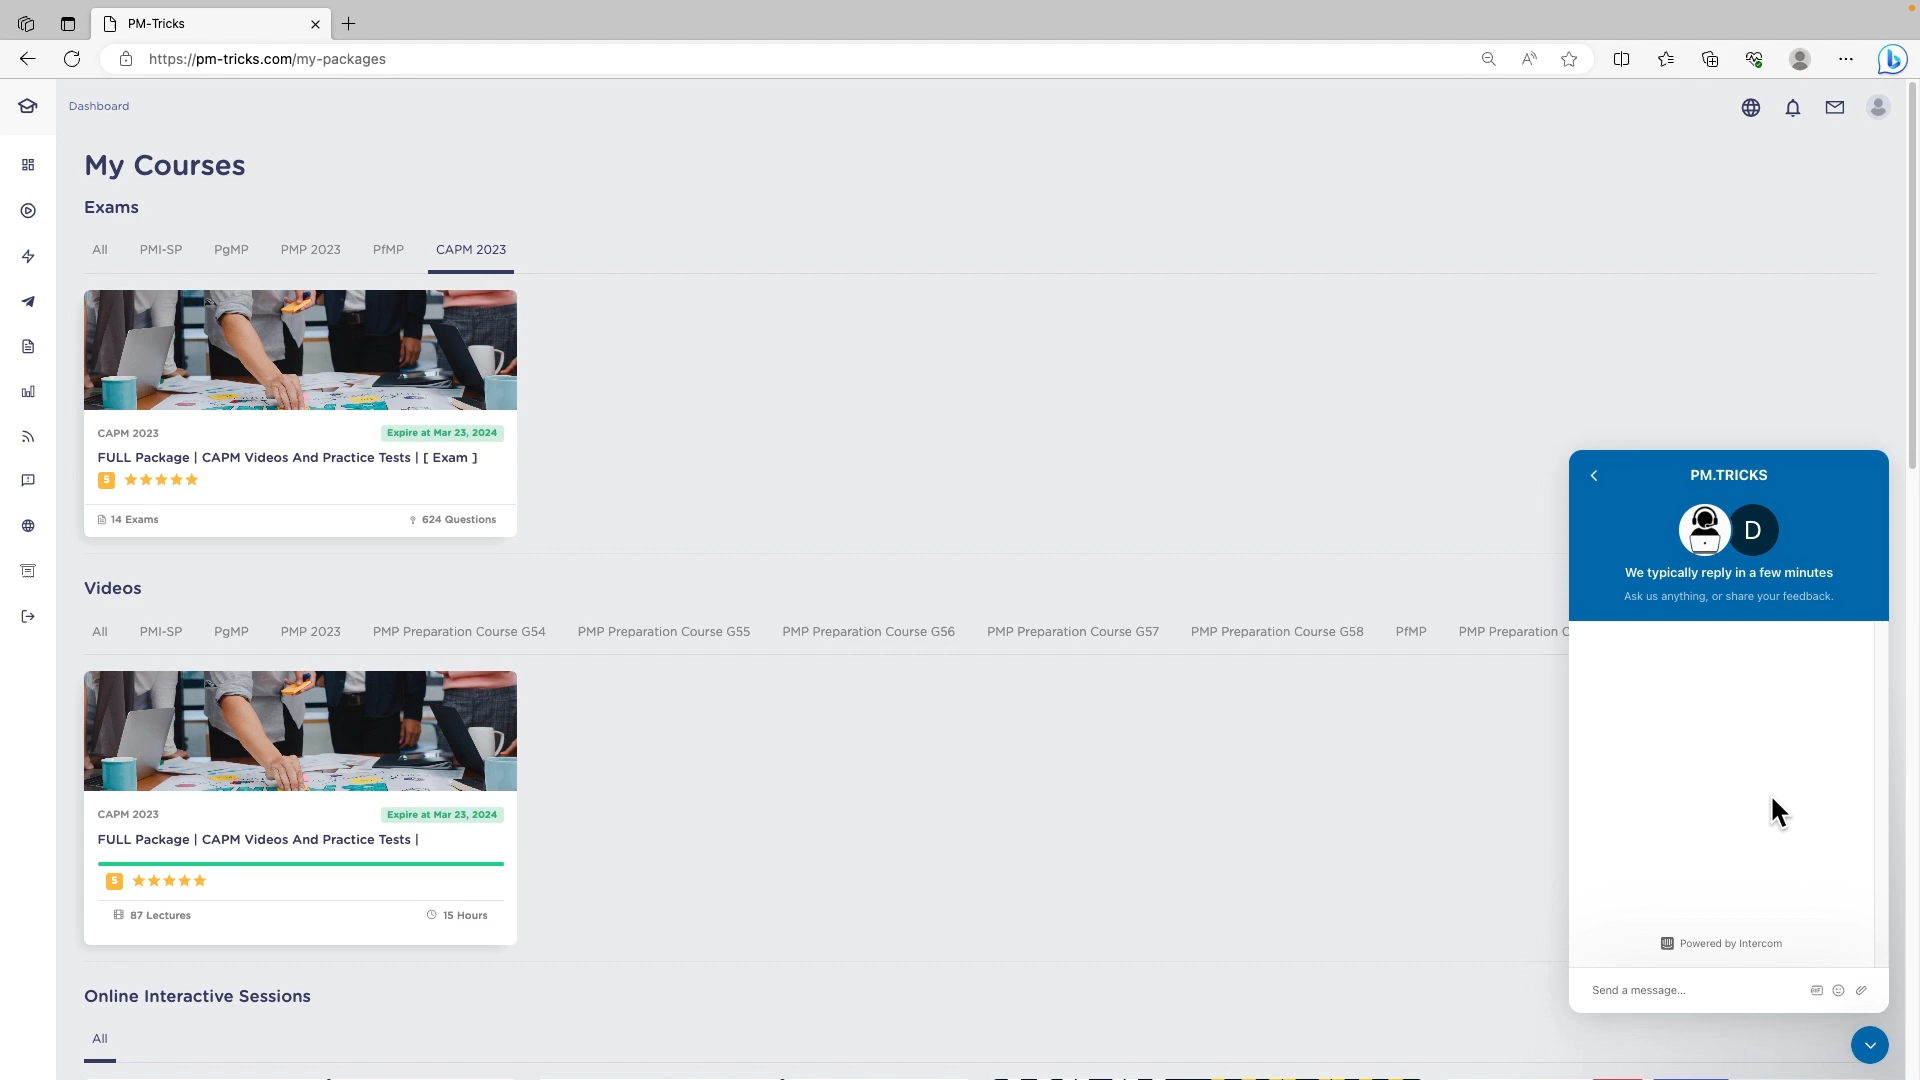 PM-Tricks
https://pm-tricks.com/my-packages
Dashboard
My Courses
Exams
All PMI-SP PgMP PMP 2023 PfMP CAPM 2023
CAPM 2023 Expire at Mar 23, 2024
FULL Package | CAPM Videos And Practice Tests | [ Exam ]
5
14 Exams 624 Questions
Videos
All PMI-SP PgMP PMP 2023 PMP Preparation Course G54 PMP Preparation Course G55 PMP Preparation Course G56 PMP Preparation Course G57 PMP Preparation Course G58 PfMP PMP Preparation C
CAPM 2023 Expire at Mar 23, 2024
FULL Package | CAPM Videos And Practice Tests |
5
87 Lectures 15 Hours
Online Interactive Sessions
All
PM.TRICKS
D
We typically reply in a few minutes
Ask us anything, or share your feedback.
Powered by Intercom
Send a message...
GIF